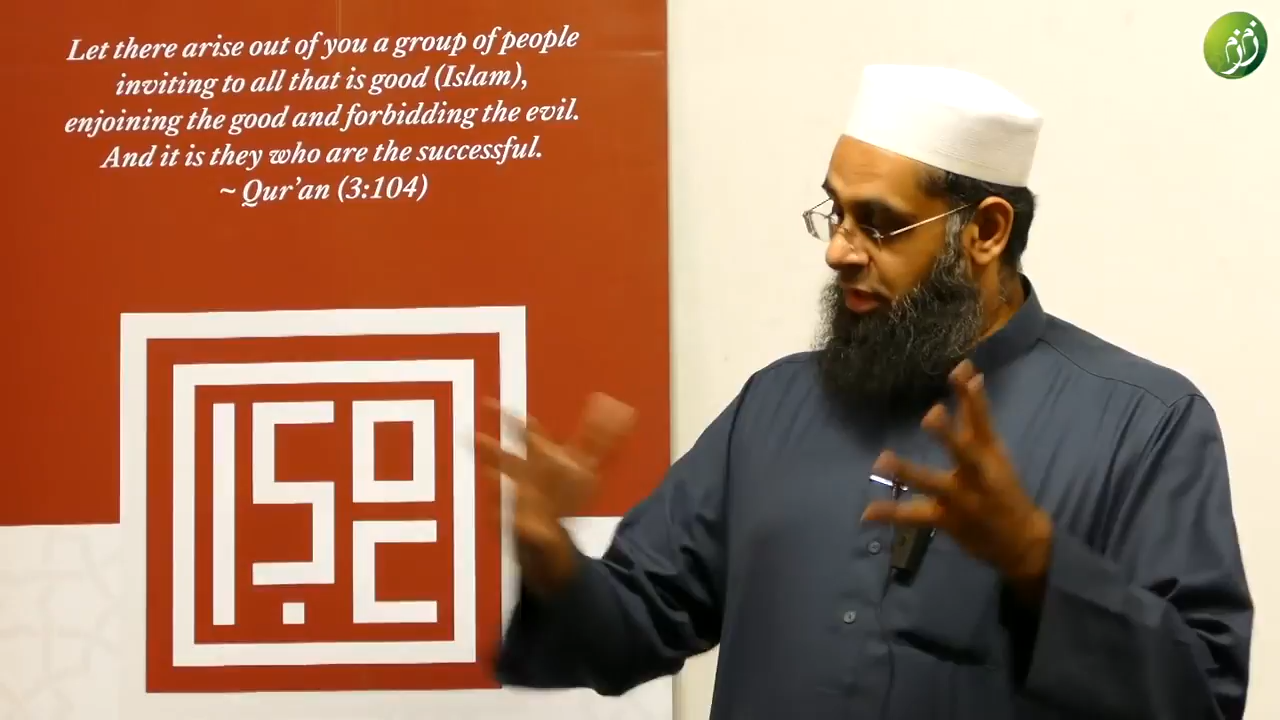 Let there arise out of you a group of people
inviting to all that is good (Islam),
enjoining the good and forbidding the evil.
And it is they who are the successful.
~ Qur’an (3:104)